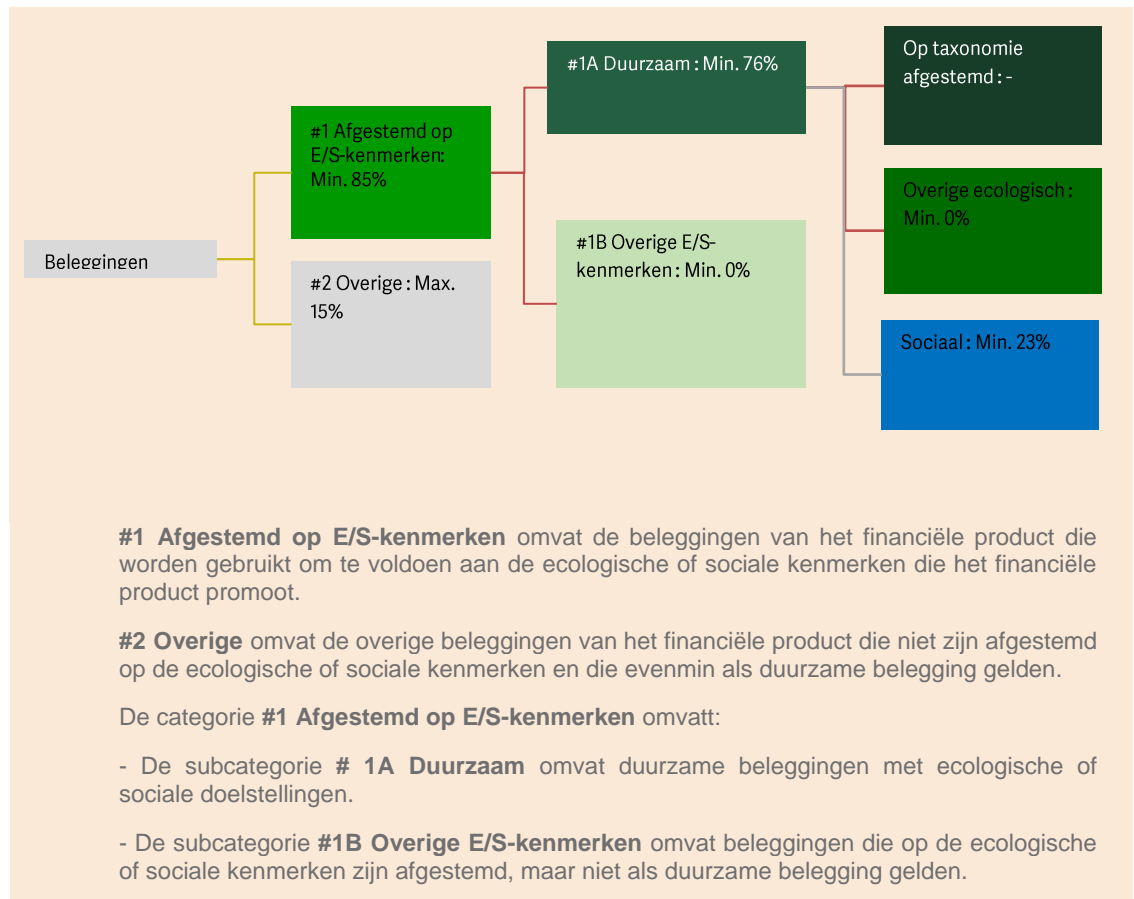 Beleggingen
#1 Afgestemd op
E/S-kenmerken:
Min. 85%
#2 Overige : Max.
15%
#1A Duurzaam : Min. 76%
#1B Overige E/S-
kenmerken : Min. 0%
Op taxonomie
afgestemd : -
Overige ecologisch :
Min. 0%
Sociaal : Min. 23%
#1 Afgestemd op E/S-kenmerken omvat de beleggingen van het financiële product die
worden gebruikt om te voldoen aan de ecologische of sociale kenmerken die het financiële
product promoot.
#2 Overige omvat de overige beleggingen van het financiële product die niet zijn afgestemd
op de ecologische of sociale kenmerken en die evenmin als duurzame belegging gelden.
De categorie #1 Afgestemd op E/S-kenmerken omvatt:
- De subcategorie # 1A Duurzaam omvat duurzame beleggingen met ecologische of
sociale doelstellingen.
- De subcategorie #1B Overige E/S-kenmerken omvat beleggingen die op de ecologische
of sociale kenmerken zijn afgestemd, maar niet als duurzame belegging gelden.